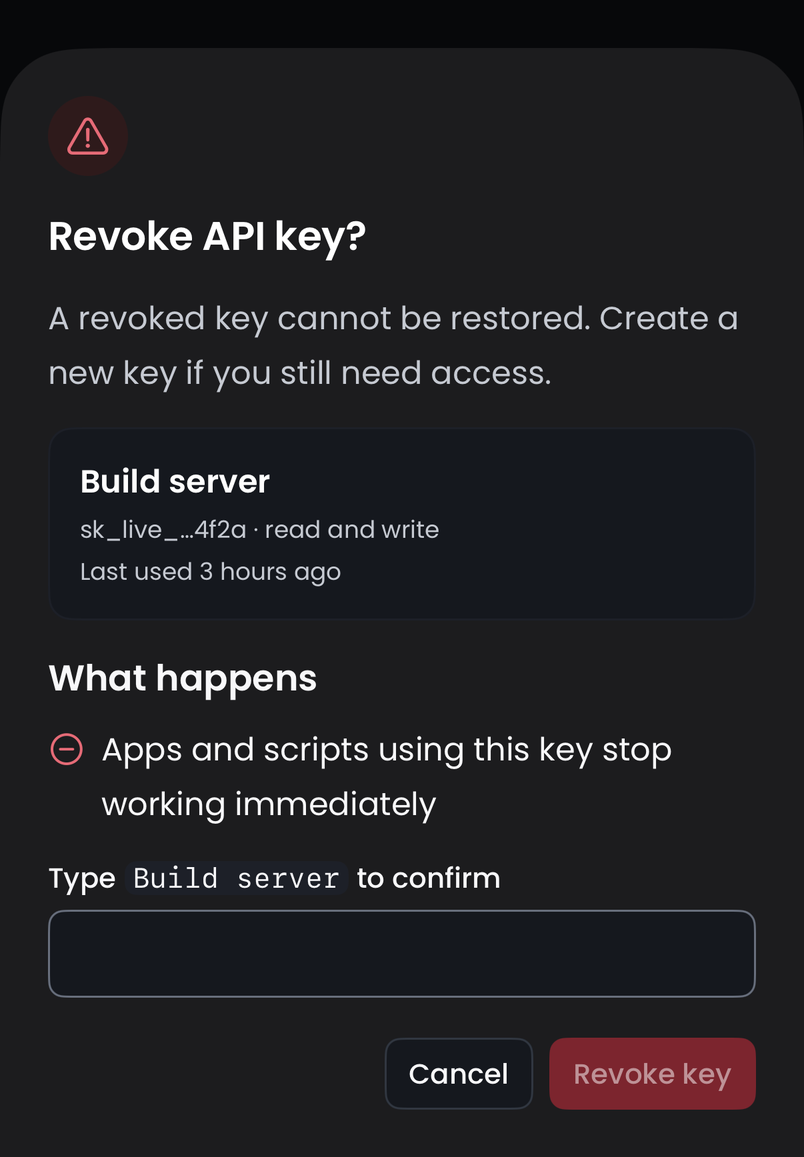 Revoke API key?
A revoked key cannot be restored. Create a
new key if you still need access.
Build server
sk_live_…4f2a · read and write
Last used 3 hours ago
What happens
Apps and scripts using this key stop
working immediately
Type Build server to confirm
Cancel
Revoke key